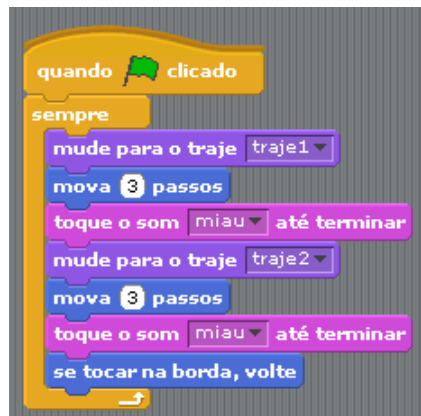 quando clicado
sempre
mude para o traje traje1
mova 3 passos
toque o som miau até terminar
mude para o traje traje2
mova 3 passos
toque o som miau até terminar
se tocar na borda, volte